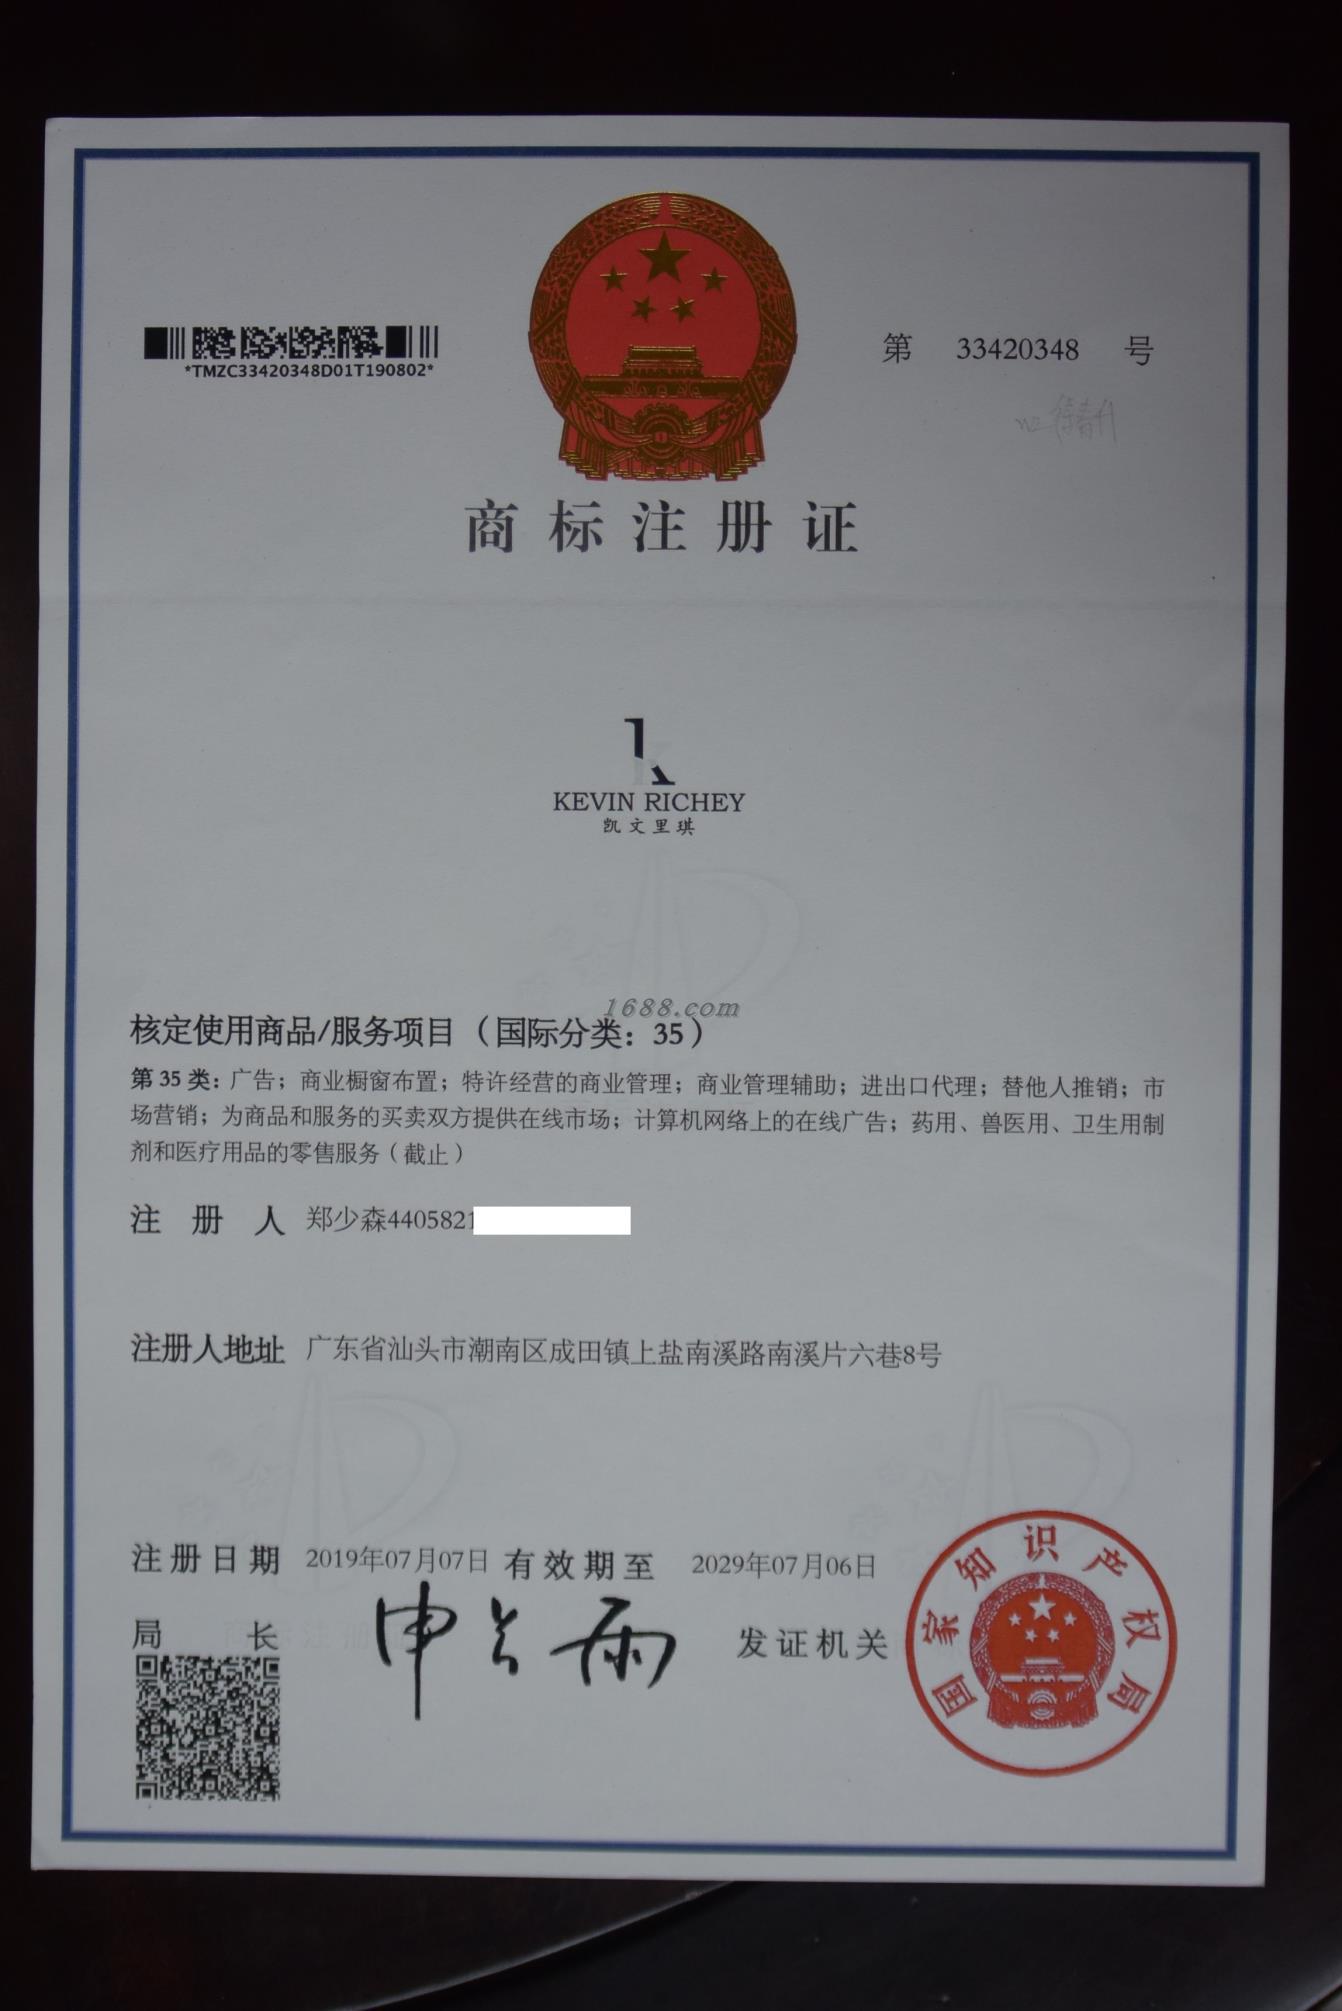 *TMZC33420348D01T190802*
第 33420348 号
商标注册证
KEVIN RICHEY
凯文里琪
1688.com
核定使用商品/服务项目（国际分类：35）
第 35 类：广告；商业橱窗布置；特许经营的商业管理；商业管理辅助；进出口代理；替他人推销；市
场营销；为商品和服务的买卖双方提供在线市场；计算机网络上的在线广告；药用、兽医用、卫生用制
剂和医疗用品的零售服务（截止）
注册人 郑少森4405821
注册人地址 广东省汕头市潮南区成田镇上盐南溪路南溪片六巷8号
注册日期 2019年07月07日 有效期至 2029年07月06日
局长 申长雨 发证机关
国家知识产权局